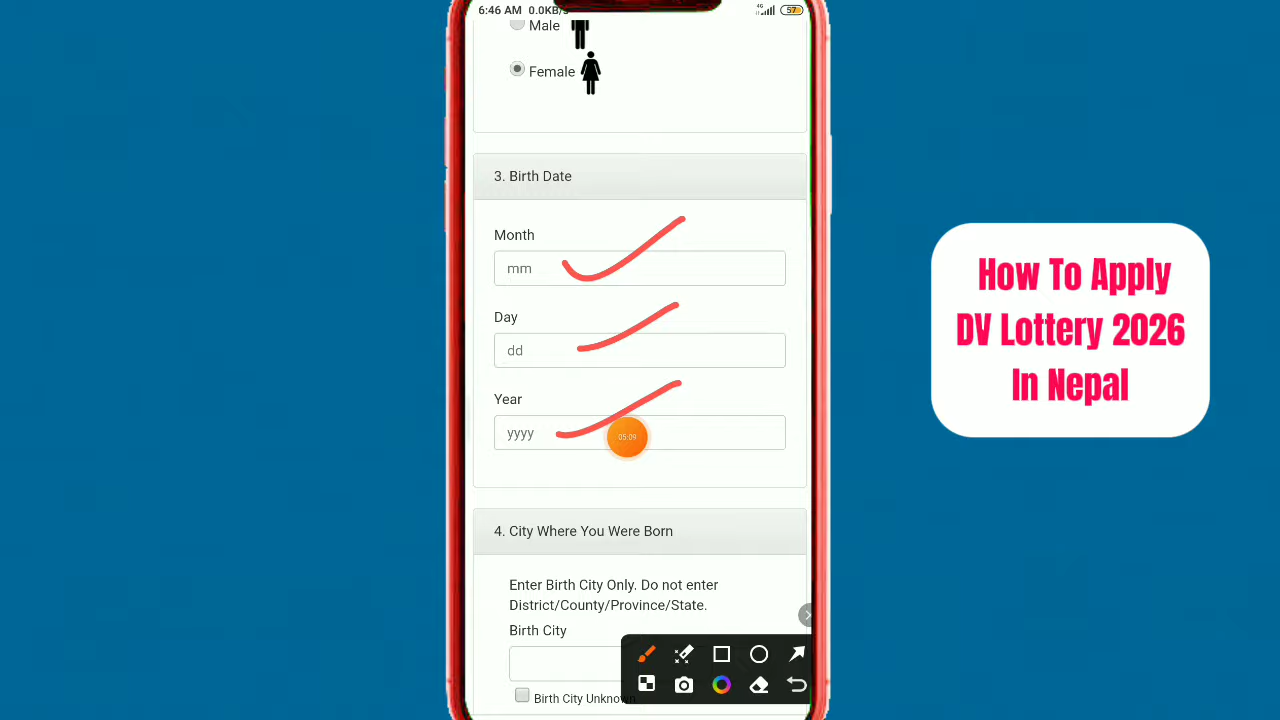 6:46 AM 0.0KB/s
4G
57
Male
Female
3. Birth Date
Month
mm
Day
dd
Year
yyyy
05:09
4. City Where You Were Born
Enter Birth City Only. Do not enter
District/County/Province/State.
Birth City
Birth City Unknown
How To Apply
DV Lottery 2026
In Nepal